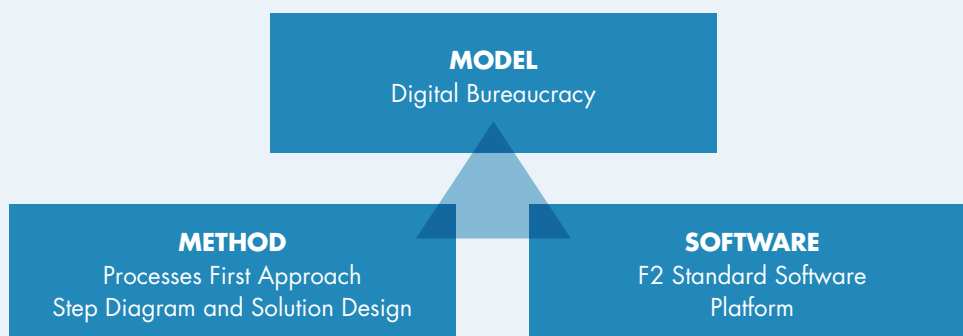 MODEL
Digital Bureaucracy
METHOD
Processes First Approach
Step Diagram and Solution Design
SOFTWARE
F2 Standard Software
Platform